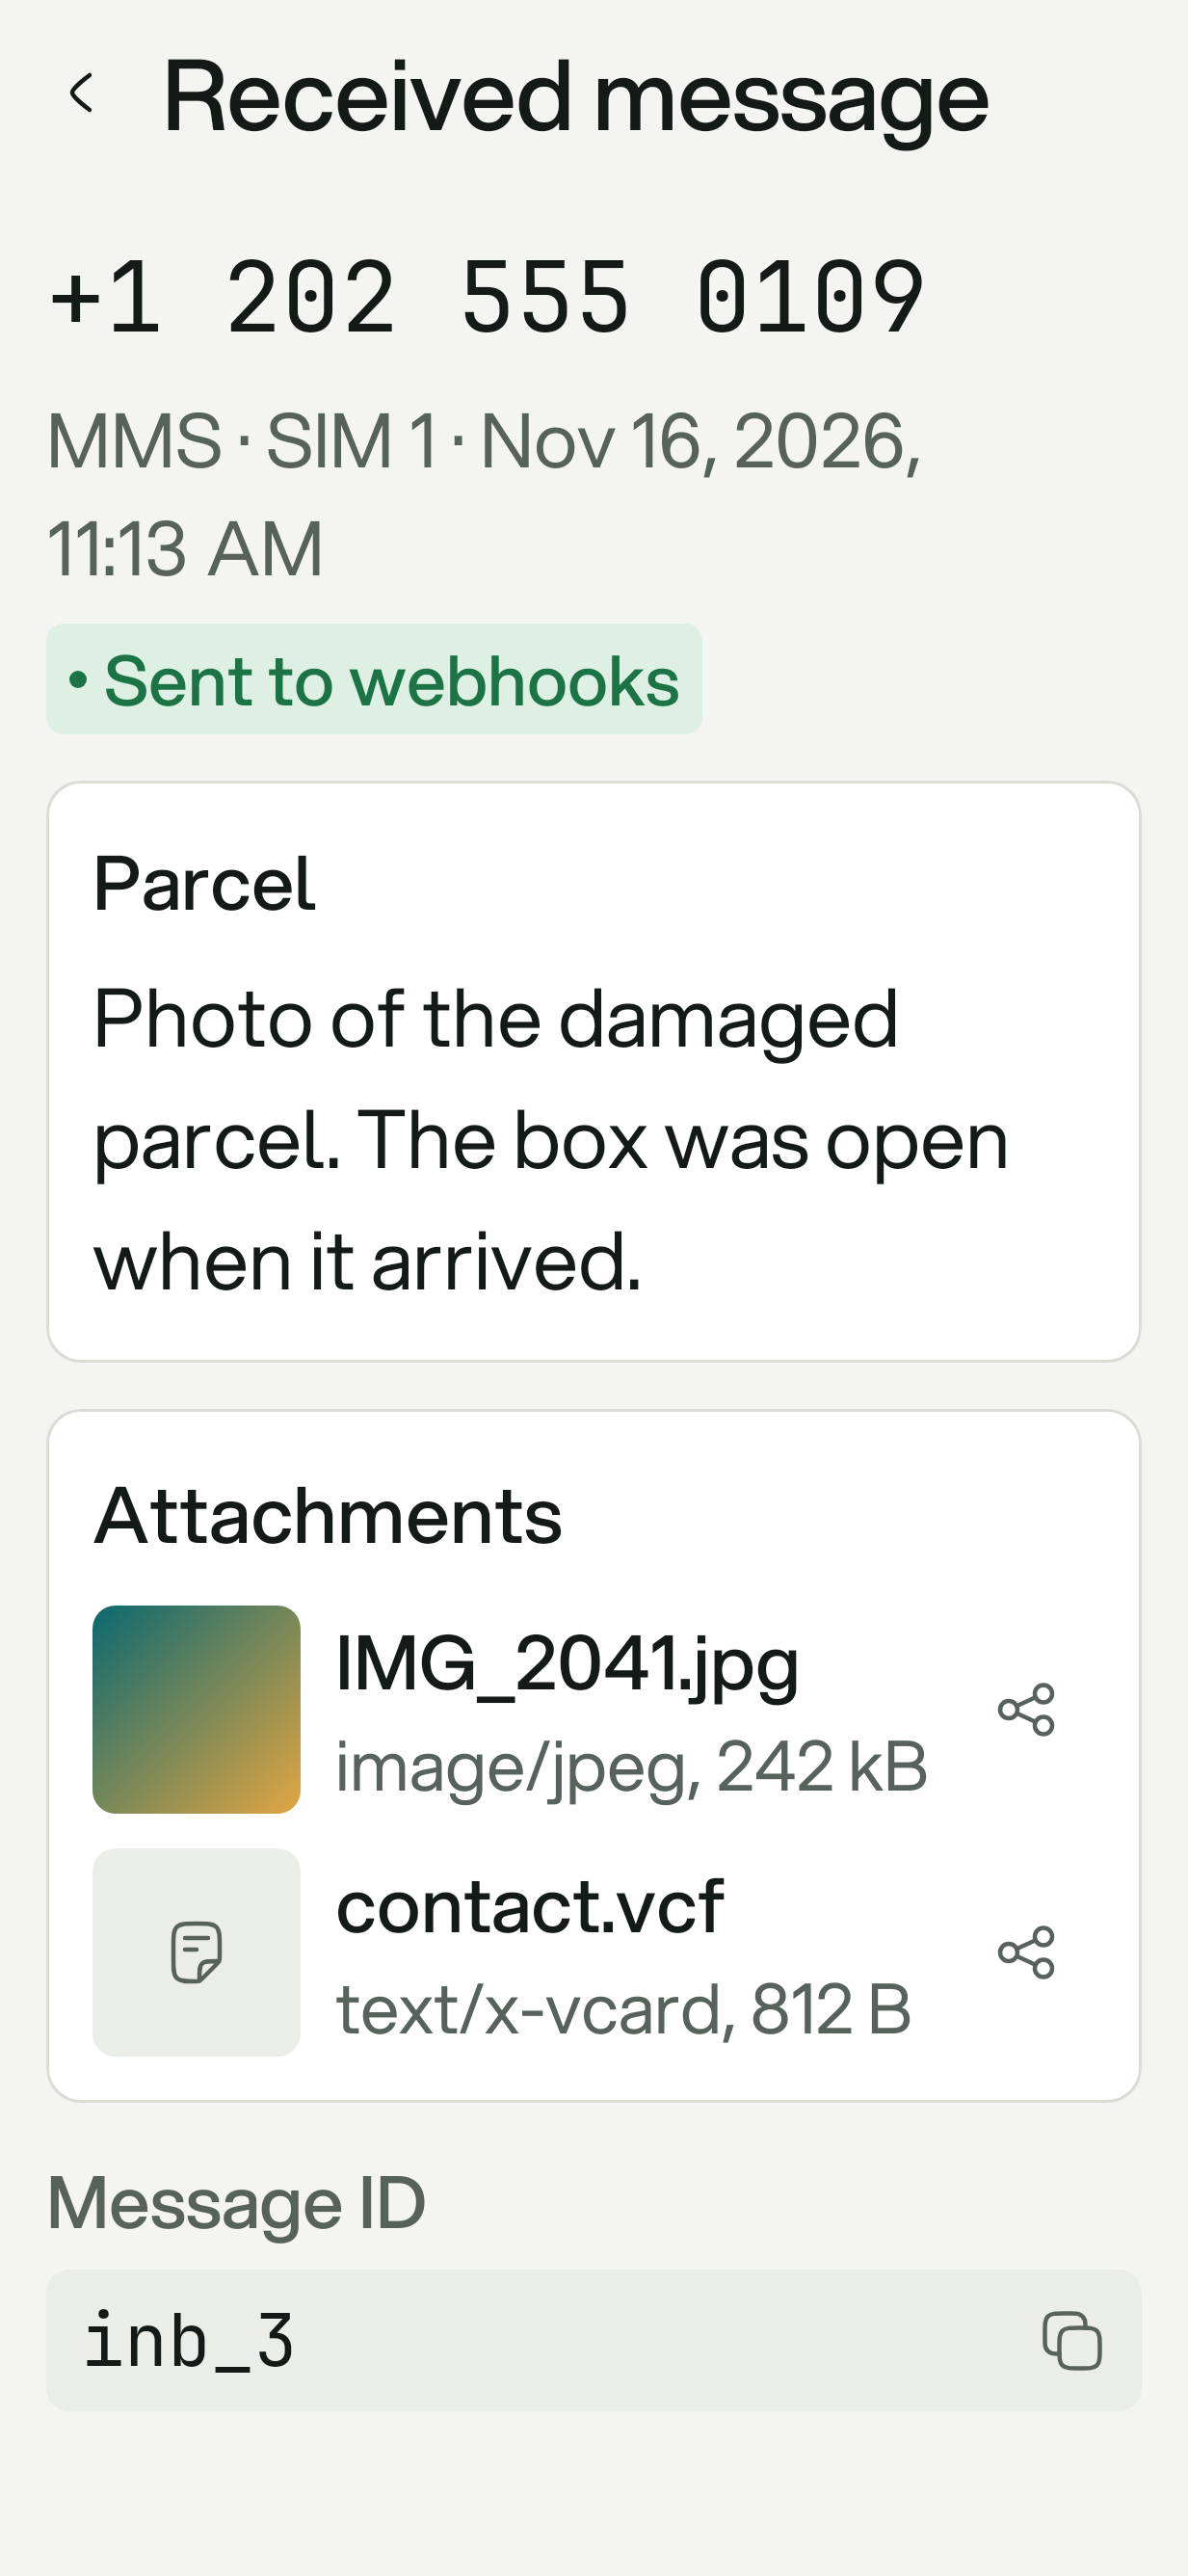 Received message
+1 202 555 0109
MMS · SIM 1 · Nov 16, 2026,
11:13 AM
• Sent to webhooks
Parcel
Photo of the damaged
parcel. The box was open
when it arrived.
Attachments
IMG_2041.jpg
image/jpeg, 242 kB
contact.vcf
text/x-vcard, 812 B
Message ID
inb_3